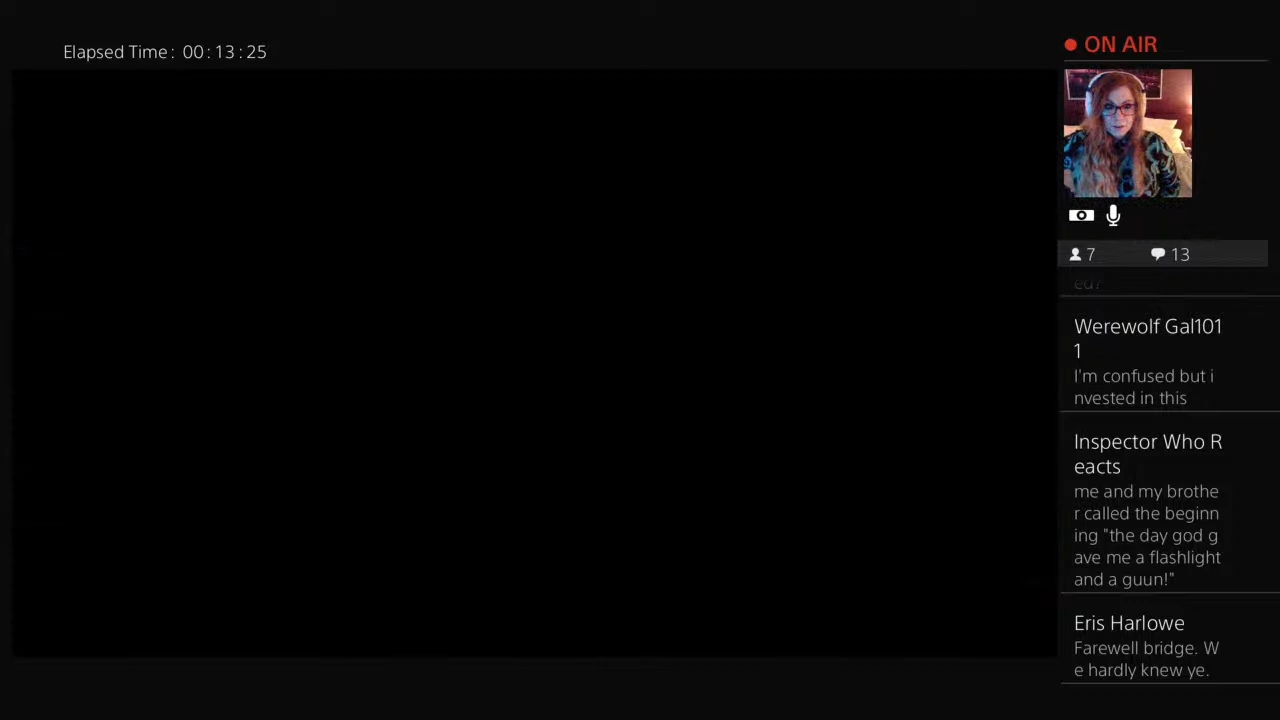 Elapsed Time: 00:13:25
ON AIR
7 13
ed?
Werewolf Gal101
1
I'm confused but i
nvested in this
Inspector Who R
eacts
me and my brothe
r called the beginn
ing "the day god g
ave me a flashlight
and a guun!"
Eris Harlowe
Farewell bridge. W
e hardly knew ye.